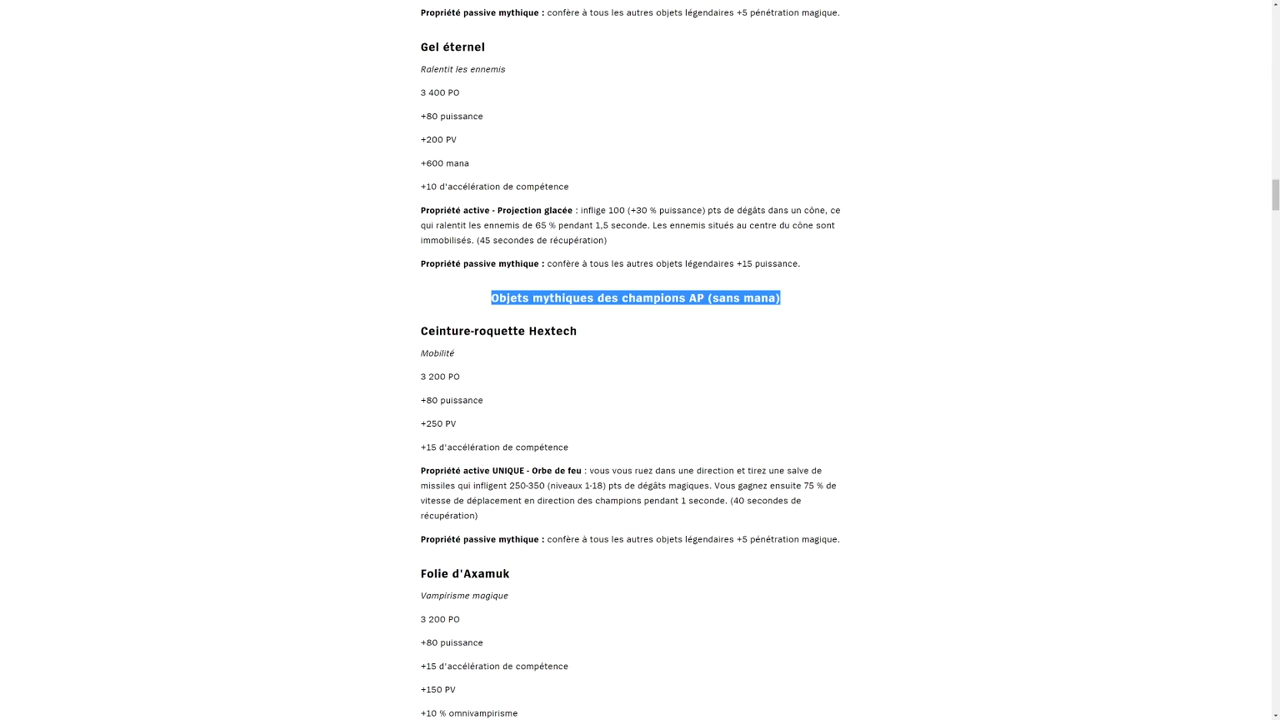 Propriété passive mythique : confère à tous les autres objets légendaires +5 pénétration magique.
Gel éternel
Ralentit les ennemis
3 400 PO
+80 puissance
+200 PV
+600 mana
+10 d'accélération de compétence
Propriété active - Projection glacée : inflige 100 (+30 % puissance) pts de dégâts dans un cône, ce
qui ralentit les ennemis de 65 % pendant 1,5 seconde. Les ennemis situés au centre du cône sont
immobilisés. (45 secondes de récupération)
Propriété passive mythique : confère à tous les autres objets légendaires +15 puissance.
Objets mythiques des champions AP (sans mana)
Ceinture-roquette Hextech
Mobilité
3 200 PO
+80 puissance
+250 PV
+15 d'accélération de compétence
Propriété active UNIQUE - Orbe de feu : vous vous ruez dans une direction et tirez une salve de
missiles qui infligent 250-350 (niveaux 1-18) pts de dégâts magiques. Vous gagnez ensuite 75 % de
vitesse de déplacement en direction des champions pendant 1 seconde. (40 secondes de
récupération)
Propriété passive mythique : confère à tous les autres objets légendaires +5 pénétration magique.
Folie d'Axamuk
Vampirisme magique
3 200 PO
+80 puissance
+15 d'accélération de compétence
+150 PV
+10 % omnivampirisme